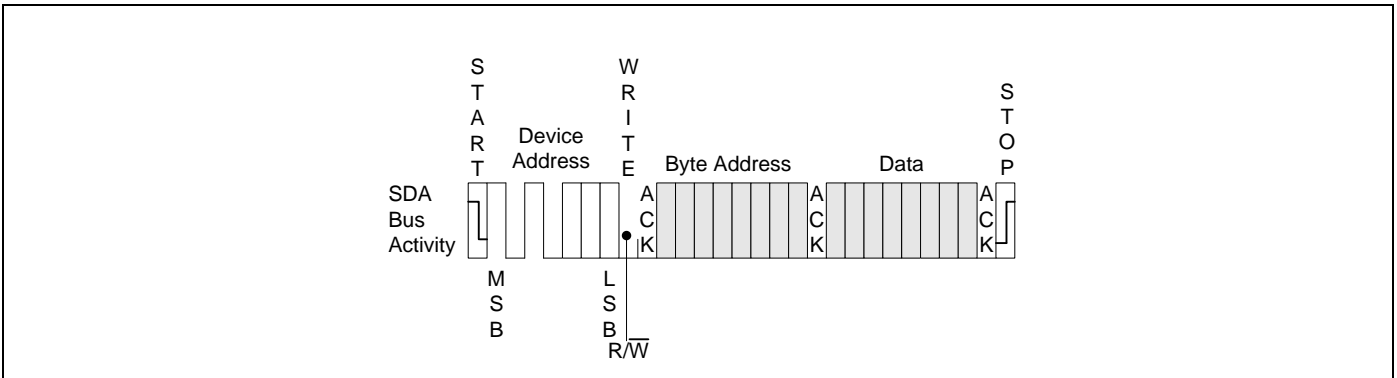 START
WRITE
STOP
Device
Address
Byte Address
Data
SDA
Bus
Activity
ACK
ACK
ACK
MSB
LSB
R/W̅